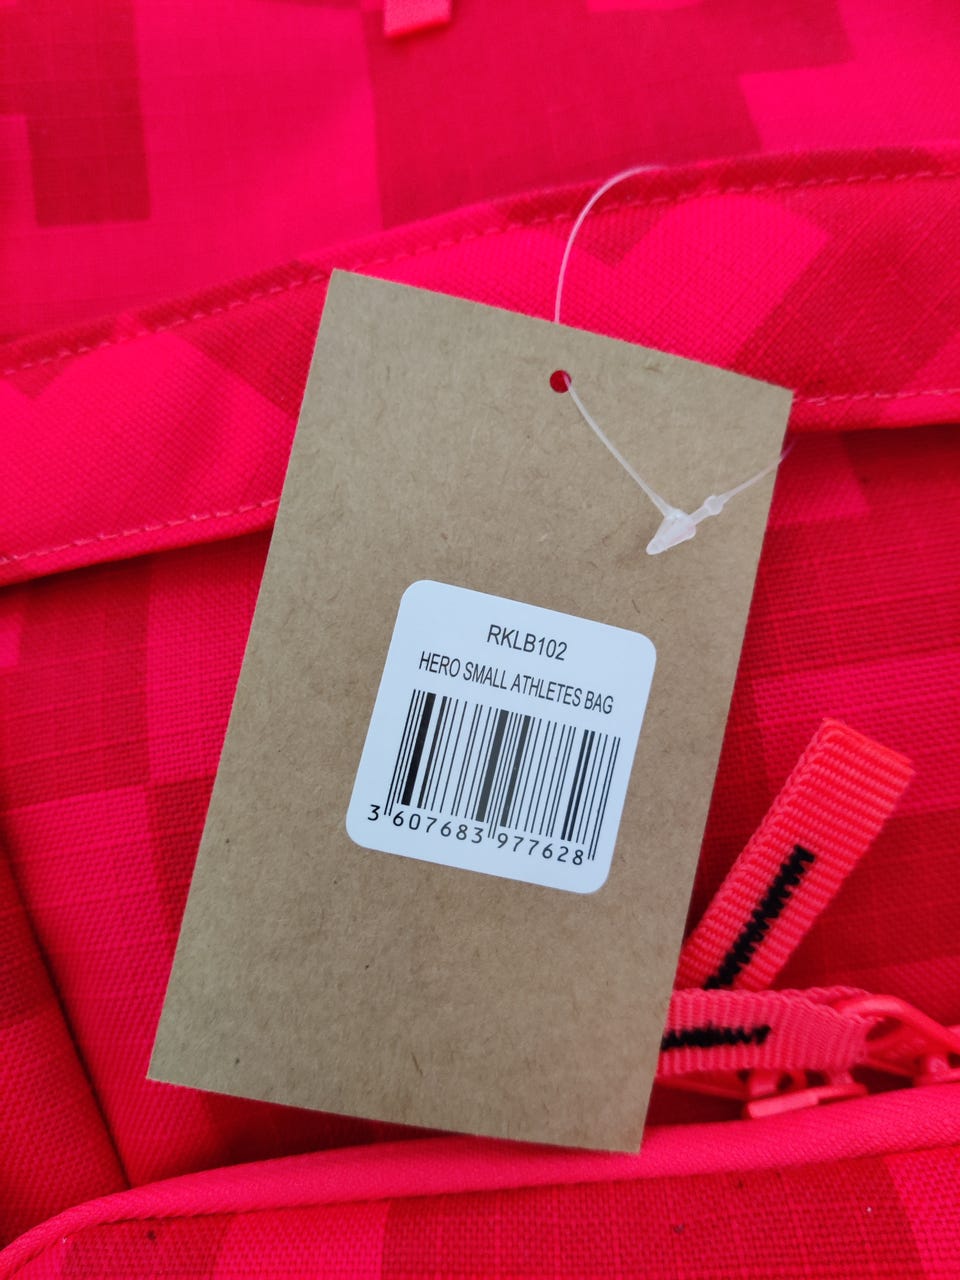 RKLB102
HERO SMALL ATHLETES BAG
3 607683 977628